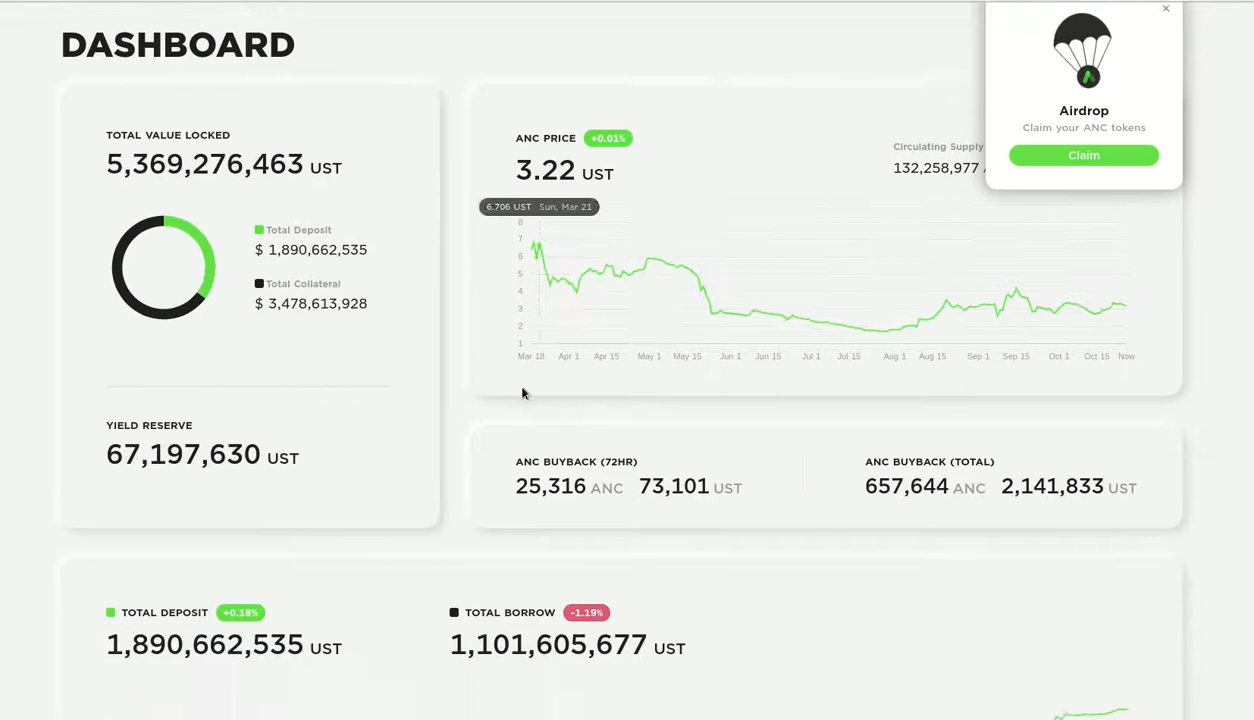 DASHBOARD
TOTAL VALUE LOCKED
5,369,276,463 UST
Total Deposit
$ 1,890,662,535
Total Collateral
$ 3,478,613,928
YIELD RESERVE
67,197,630 UST
ANC PRICE +0.01%
3.22 UST
Circulating Supply
132,258,977
6.706 UST Sun, Mar 21
8
7
6
5
4
3
2
1
Mar 18 Apr 1 Apr 15 May 1 May 15 Jun 1 Jun 15 Jul 1 Jul 15 Aug 1 Aug 15 Sep 1 Sep 15 Oct 1 Oct 15 Now
Airdrop
Claim your ANC tokens
Claim
ANC BUYBACK (72HR)
25,316 ANC 73,101 UST
ANC BUYBACK (TOTAL)
657,644 ANC 2,141,833 UST
TOTAL DEPOSIT +0.18%
1,890,662,535 UST
TOTAL BORROW -1.19%
1,101,605,677 UST